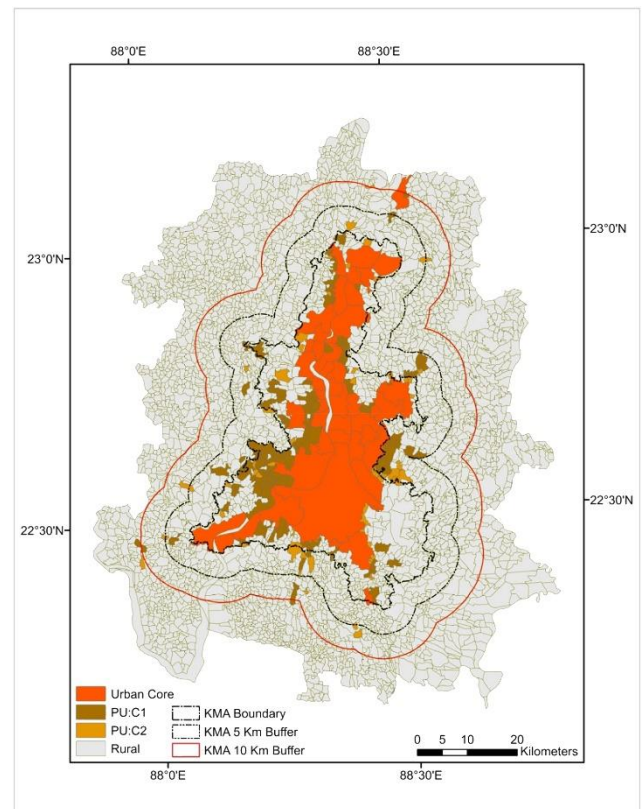 88°0'E 88°30'E
23°0'N 23°0'N
22°30'N 22°30'N
Urban Core
PU:C1 KMA Boundary
PU:C2 KMA 5 Km Buffer
Rural KMA 10 Km Buffer
0 5 10 20
Kilometers
88°0'E 88°30'E